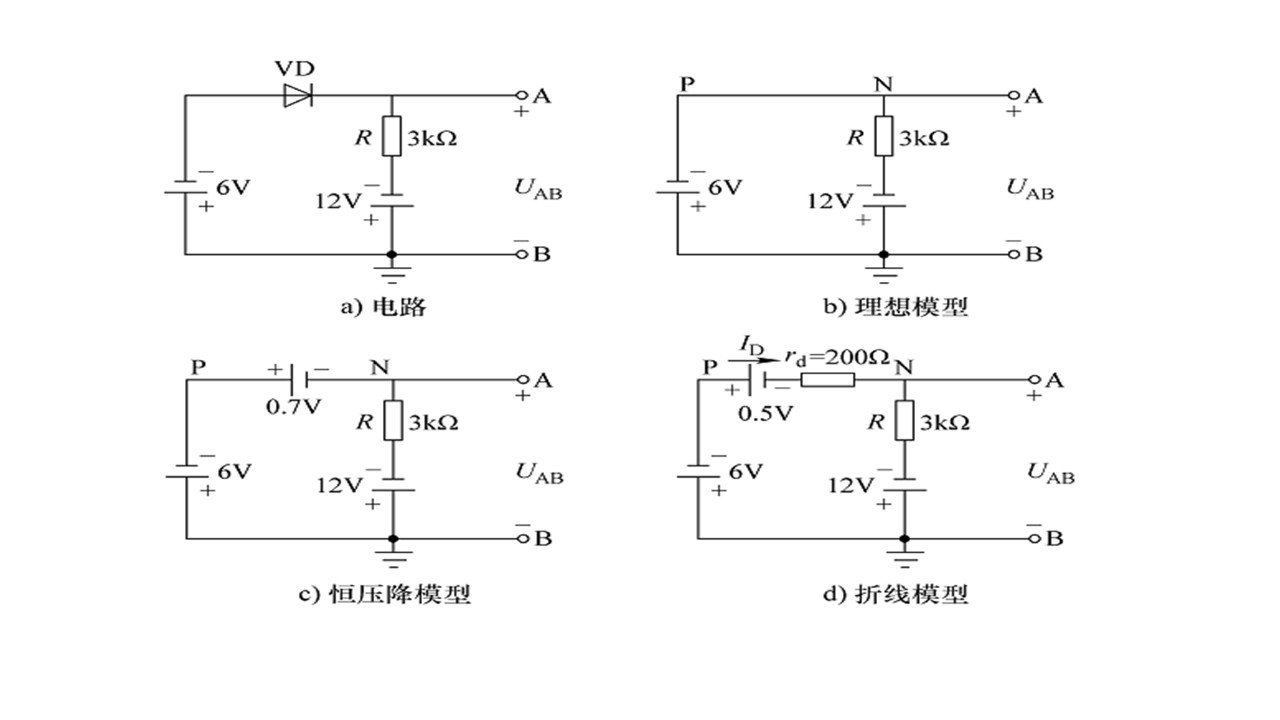 VD
A
+
R 3kΩ
−
6V
+
−
12V
+
U_AB
−
B
a) 电路
P N
A
+
R 3kΩ
−
6V
+
−
12V
+
U_AB
−
B
b) 理想模型
P + − N
A
+
0.7V
R 3kΩ
−
6V
+
−
12V
+
U_AB
−
B
c) 恒压降模型
I_D
P r_d=200Ω N
A
+
+ −
0.5V
R 3kΩ
−
6V
+
−
12V
+
U_AB
−
B
d) 折线模型